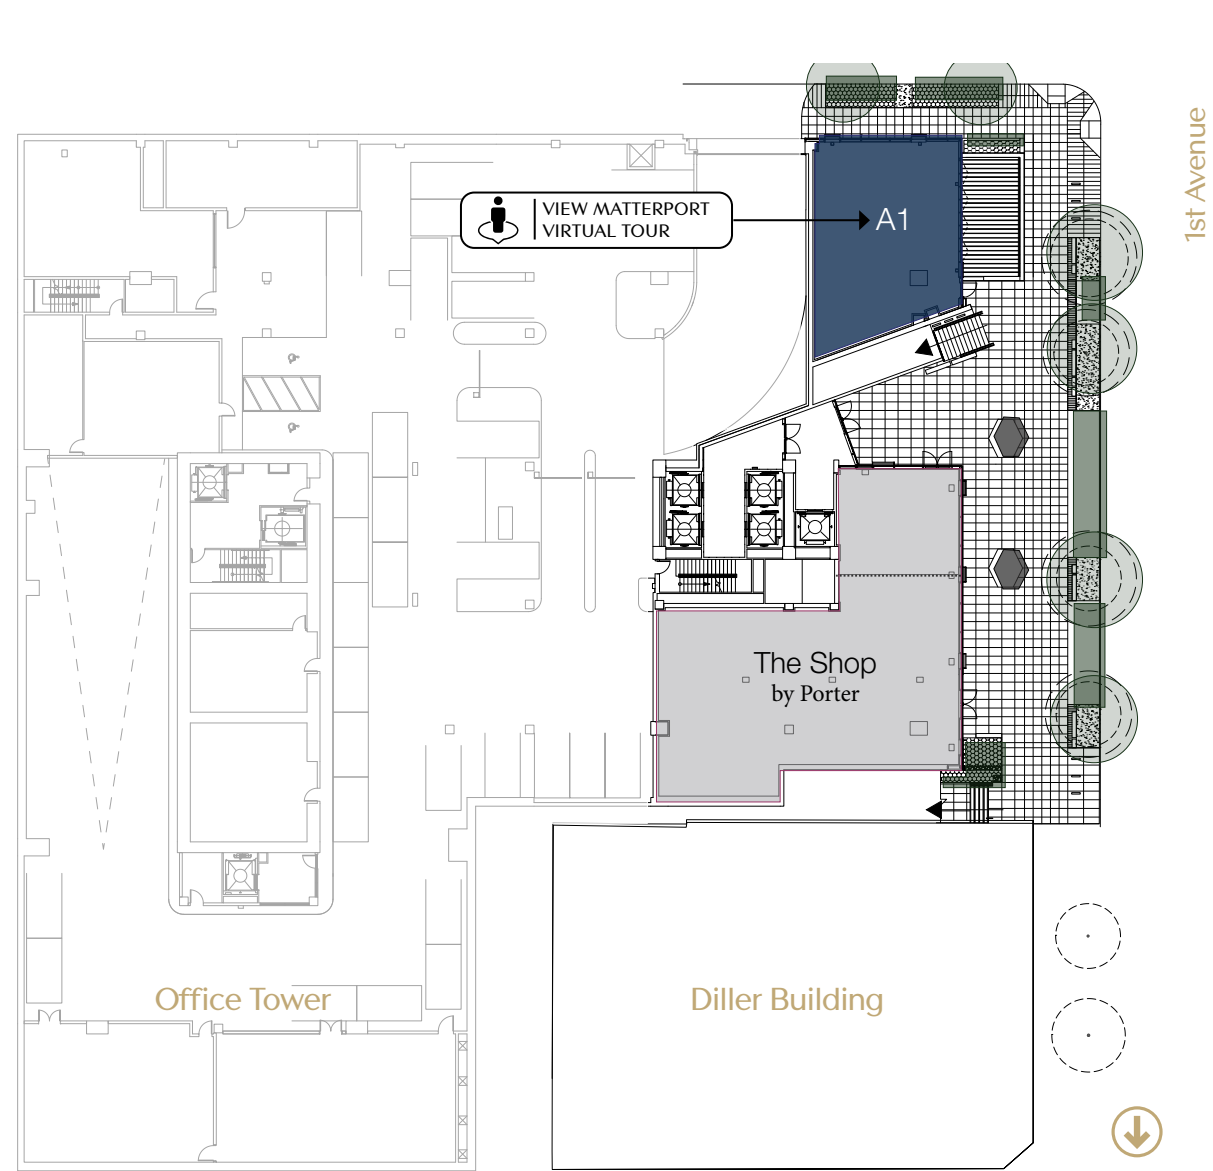 1st Avenue
VIEW MATTERPORT
VIRTUAL TOUR
A1
The Shop
by Porter
Office Tower
Diller Building